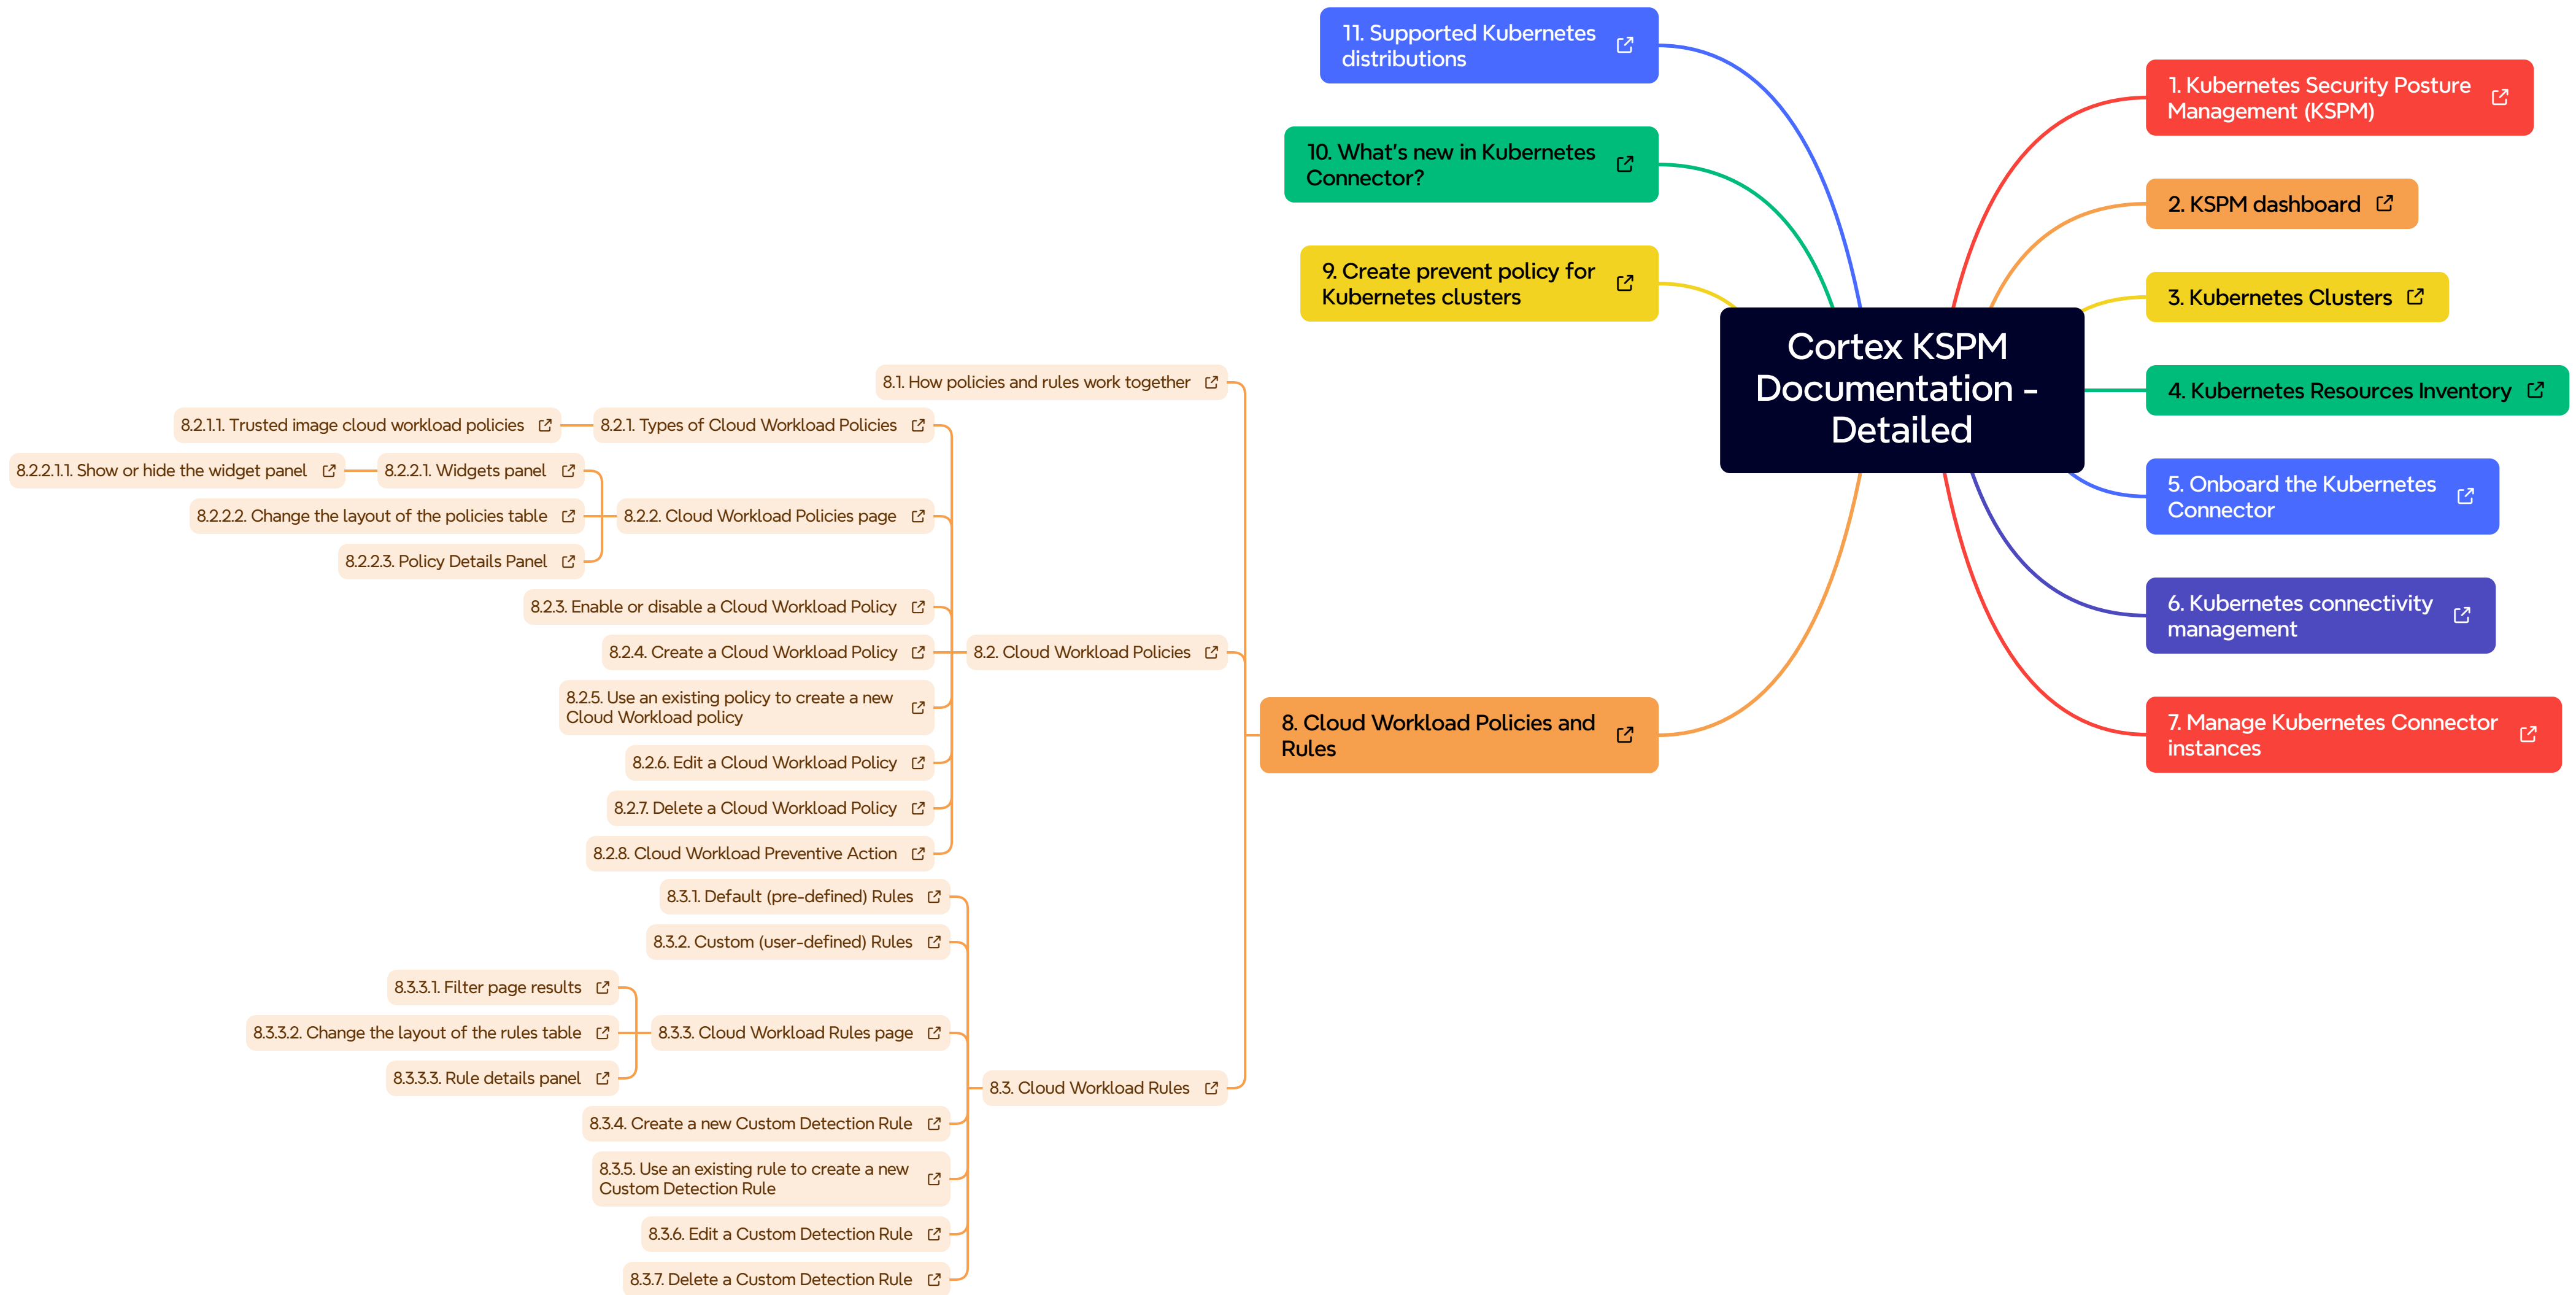 Cortex KSPM
Documentation -
Detailed
1. Kubernetes Security Posture
Management (KSPM)
2. KSPM dashboard
3. Kubernetes Clusters
4. Kubernetes Resources Inventory
5. Onboard the Kubernetes
Connector
6. Kubernetes connectivity
management
7. Manage Kubernetes Connector
instances
8. Cloud Workload Policies and
Rules
8.1. How policies and rules work together
8.2. Cloud Workload Policies
8.2.1. Types of Cloud Workload Policies
8.2.1.1. Trusted image cloud workload policies
8.2.2. Cloud Workload Policies page
8.2.2.1. Widgets panel
8.2.2.1.1. Show or hide the widget panel
8.2.2.2. Change the layout of the policies table
8.2.2.3. Policy Details Panel
8.2.3. Enable or disable a Cloud Workload Policy
8.2.4. Create a Cloud Workload Policy
8.2.5. Use an existing policy to create a new
Cloud Workload policy
8.2.6. Edit a Cloud Workload Policy
8.2.7. Delete a Cloud Workload Policy
8.2.8. Cloud Workload Preventive Action
8.3. Cloud Workload Rules
8.3.1. Default (pre-defined) Rules
8.3.2. Custom (user-defined) Rules
8.3.3. Cloud Workload Rules page
8.3.3.1. Filter page results
8.3.3.2. Change the layout of the rules table
8.3.3.3. Rule details panel
8.3.4. Create a new Custom Detection Rule
8.3.5. Use an existing rule to create a new
Custom Detection Rule
8.3.6. Edit a Custom Detection Rule
8.3.7. Delete a Custom Detection Rule
9. Create prevent policy for
Kubernetes clusters
10. What's new in Kubernetes
Connector?
11. Supported Kubernetes
distributions